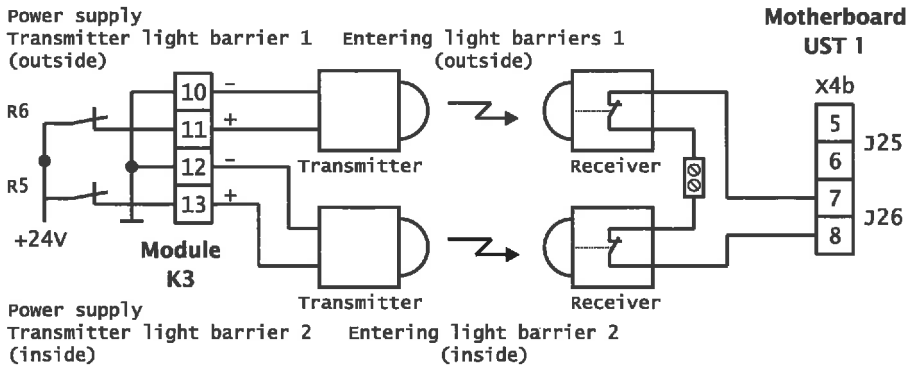 Power supply
Transmitter light barrier 1
(outside)
Entering light barriers 1
(outside)
Motherboard
UST 1
X4b
R6
10 -
11 +
12 -
13 +
R5
+24V
Module
K3
Transmitter
Receiver
5
6
7
8
J25
J26
Transmitter
Receiver
Power supply
Transmitter light barrier 2
(inside)
Entering light barrier 2
(inside)